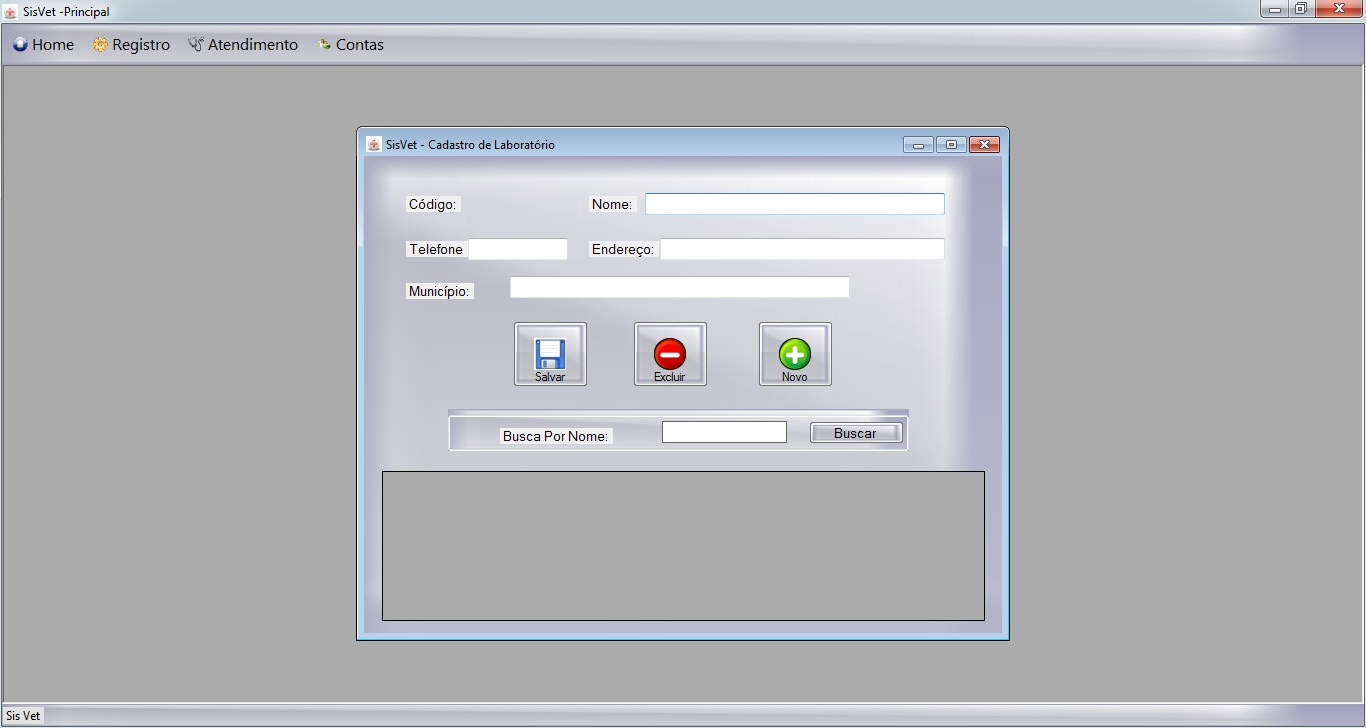 SisVet -Principal
Home Registro Atendimento Contas
SisVet - Cadastro de Laboratório
Código: Nome:
Telefone Endereço:
Município:
Salvar Excluir Novo
Busca Por Nome: Buscar
Sis Vet